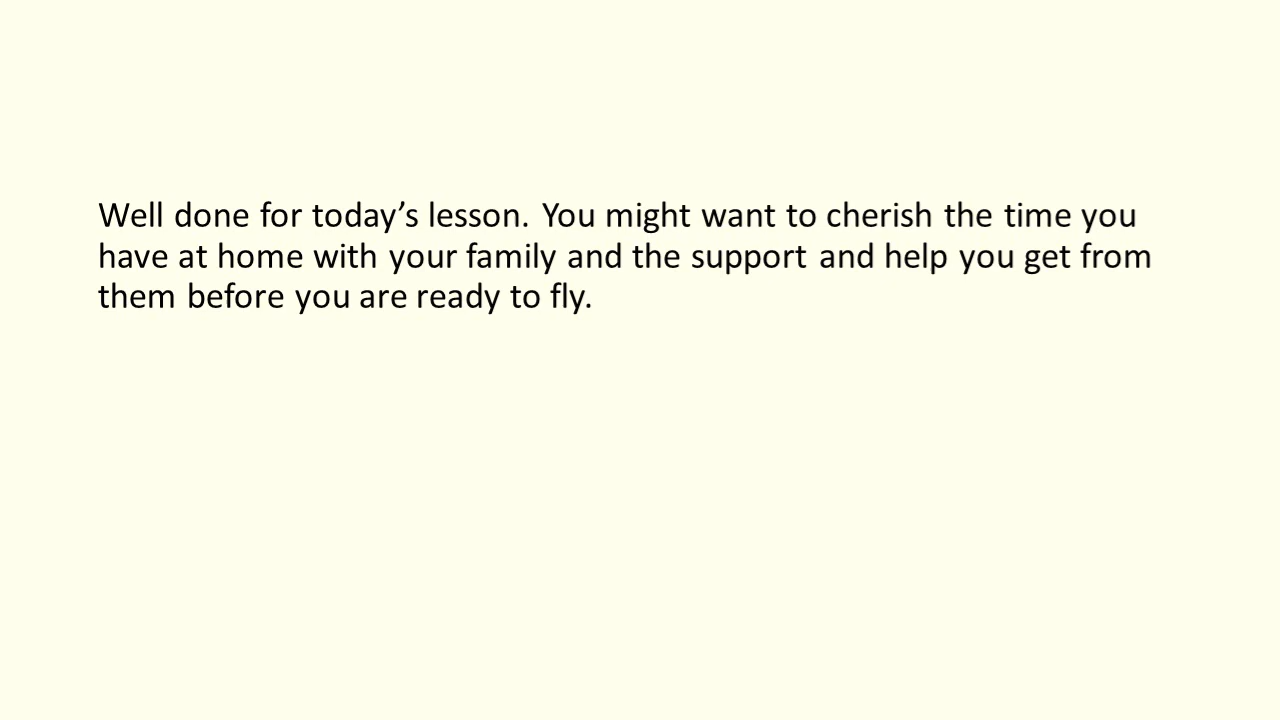 Well done for today’s lesson. You might want to cherish the time you
have at home with your family and the support and help you get from
them before you are ready to fly.